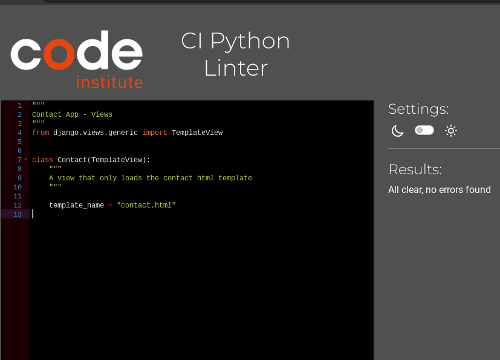 code
institute
CI Python
Linter
1 """
2 Contact App - Views
3 """
4 from django.views.generic import TemplateView
5
6
7 class Contact(TemplateView):
8 """
9 A view that only loads the contact html template
10 """
11
12 template_name = "contact.html"
13
Settings:
Results:
All clear, no errors found